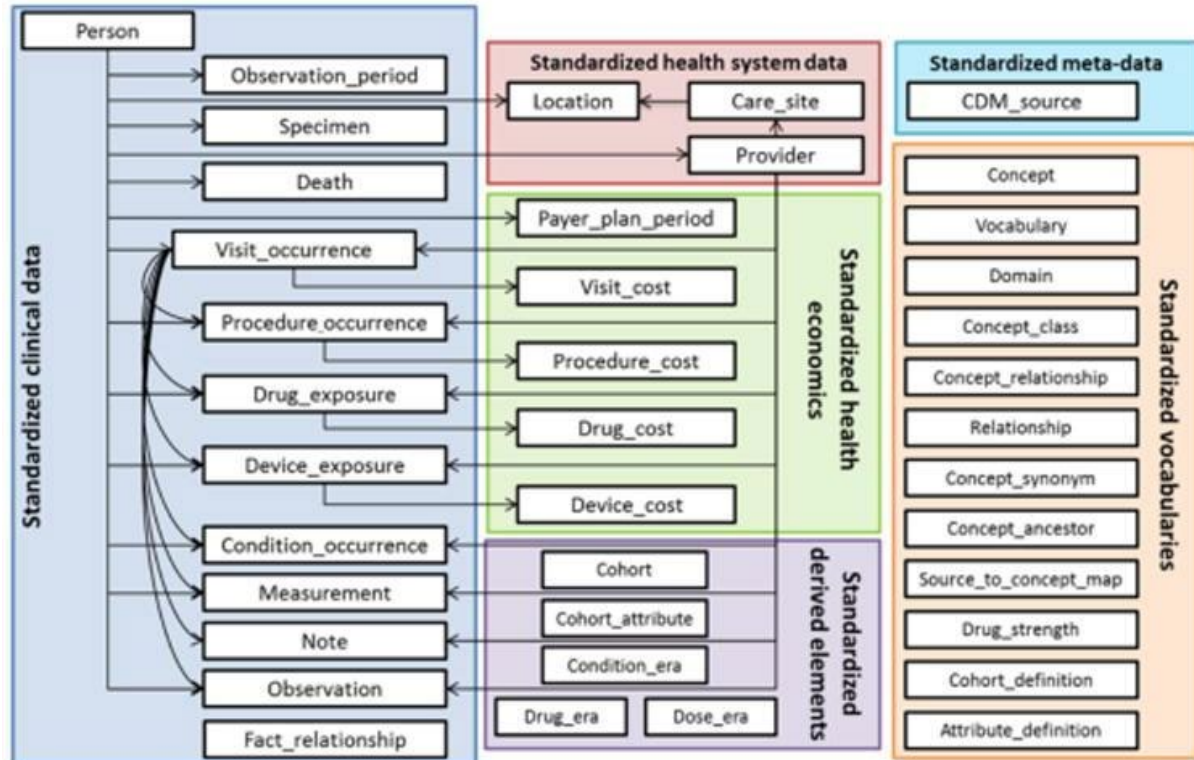 Person
Observation_period
Specimen
Death
Visit_occurrence
Procedure_occurrence
Drug_exposure
Device_exposure
Condition_occurrence
Measurement
Note
Observation
Fact_relationship
Standardized clinical data
Standardized health system data
Location
Care_site
Provider
Payer_plan_period
Visit_cost
Procedure_cost
Drug_cost
Device_cost
Standardized health
economics
Cohort
Cohort_attribute
Condition_era
Drug_era
Dose_era
Standardized
derived elements
Standardized meta-data
CDM_source
Concept
Vocabulary
Domain
Concept_class
Concept_relationship
Relationship
Concept_synonym
Concept_ancestor
Source_to_concept_map
Drug_strength
Cohort_definition
Attribute_definition
Standardized vocabularies